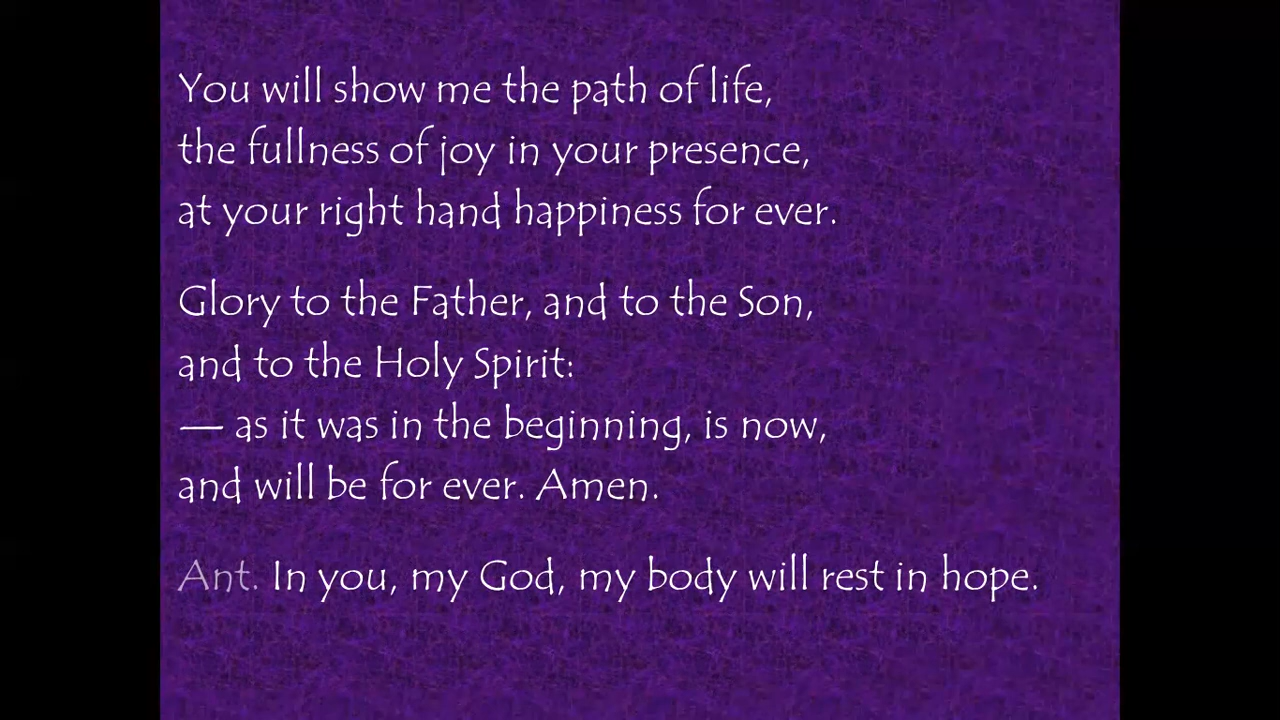 You will show me the path of life,
the fullness of joy in your presence,
at your right hand happiness for ever.
Glory to the Father, and to the Son,
and to the Holy Spirit:
— as it was in the beginning, is now,
and will be for ever. Amen.
Ant. In you, my God, my body will rest in hope.